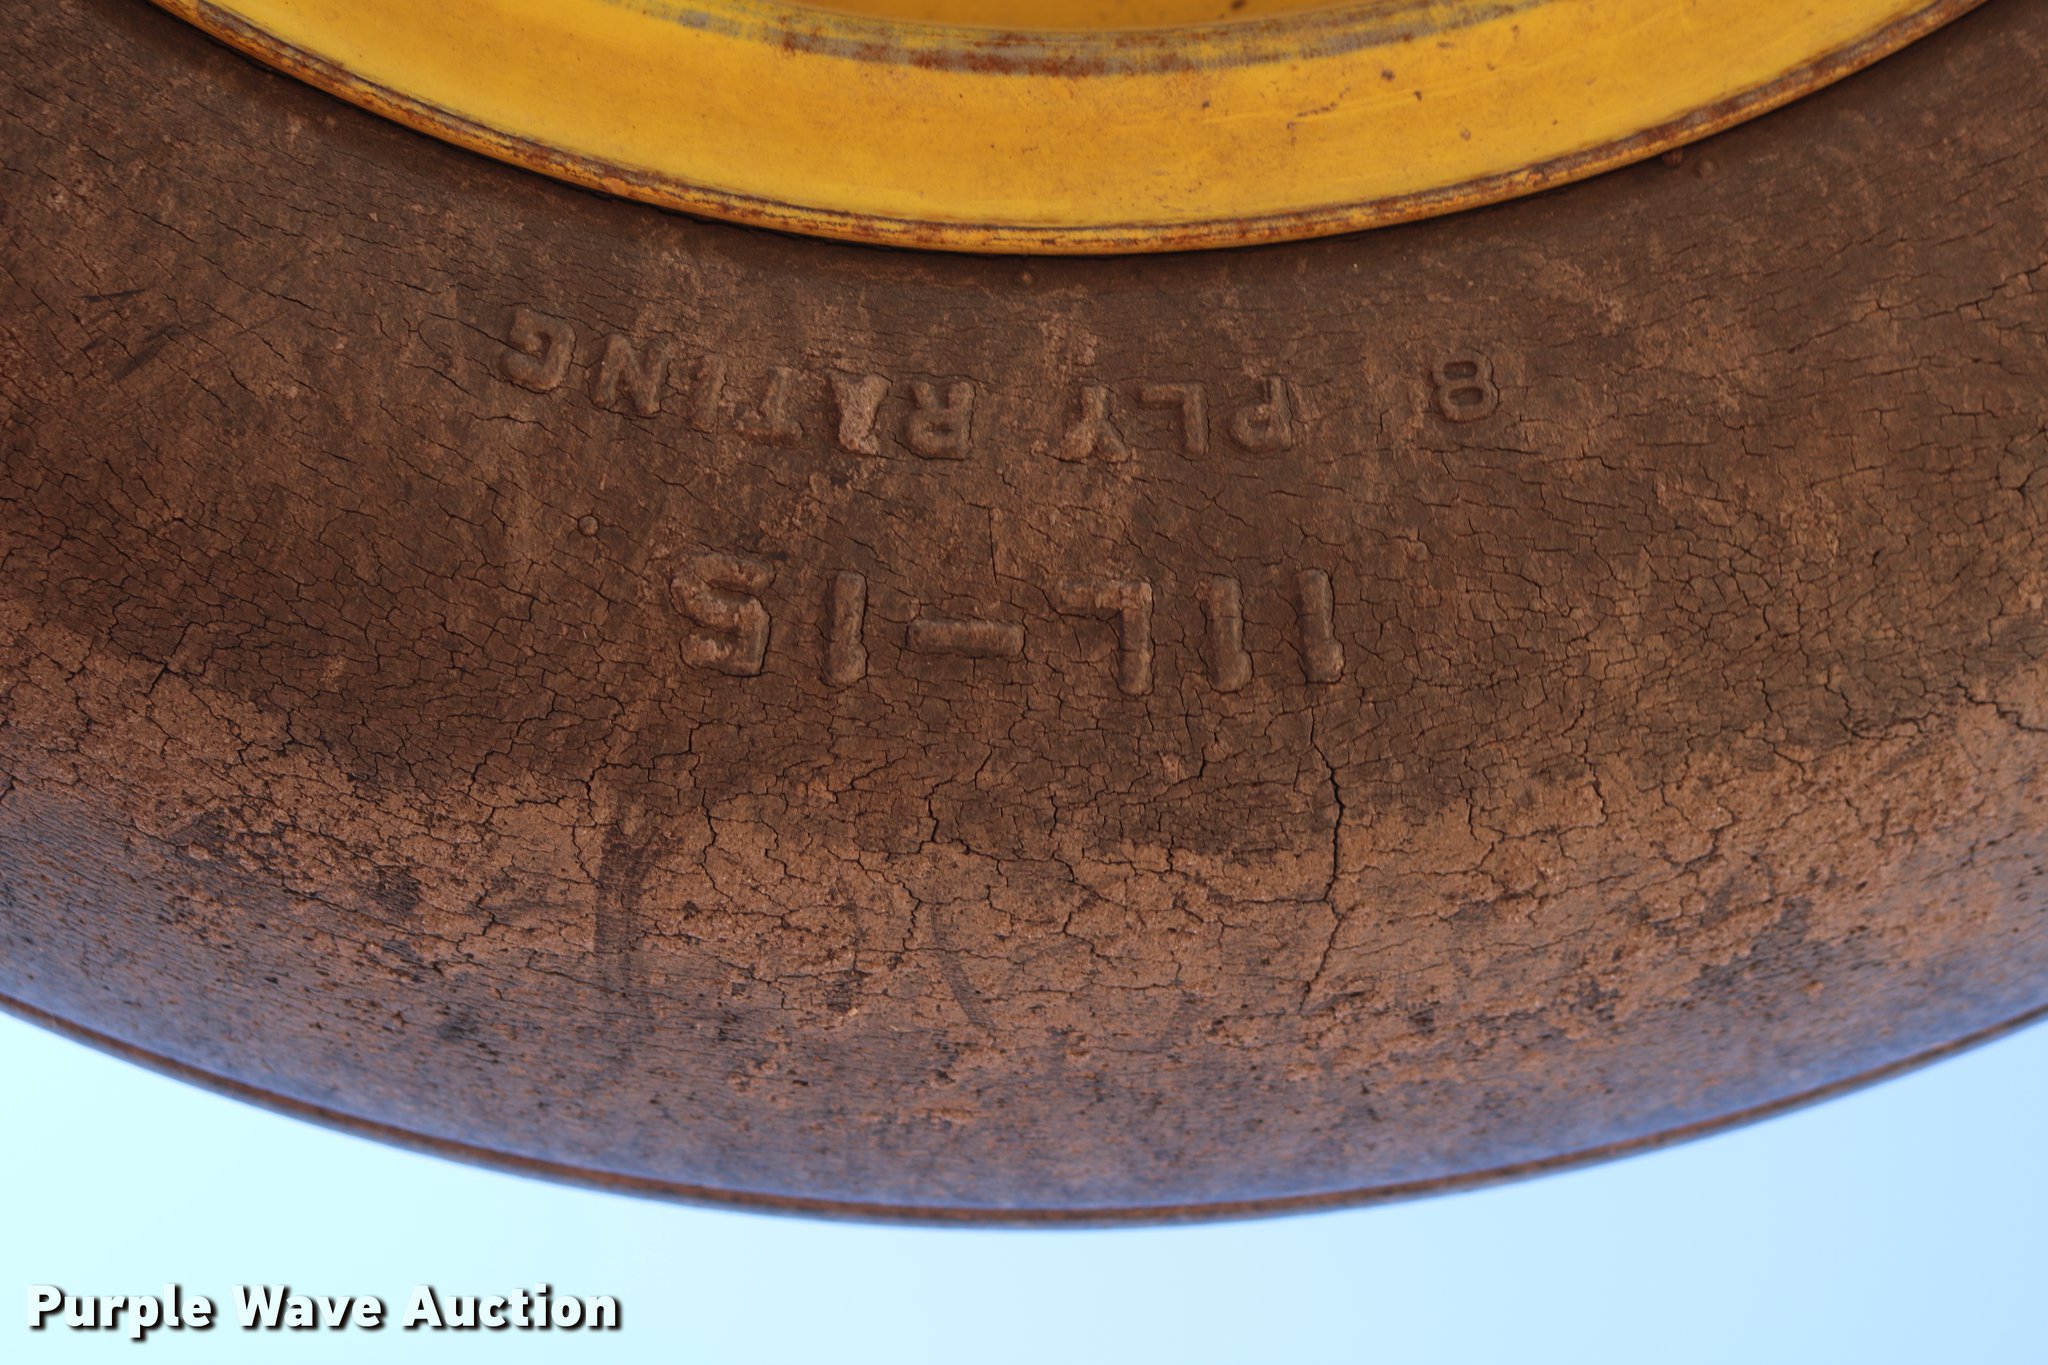 11L-15
8 PLY RATING
Purple Wave Auction